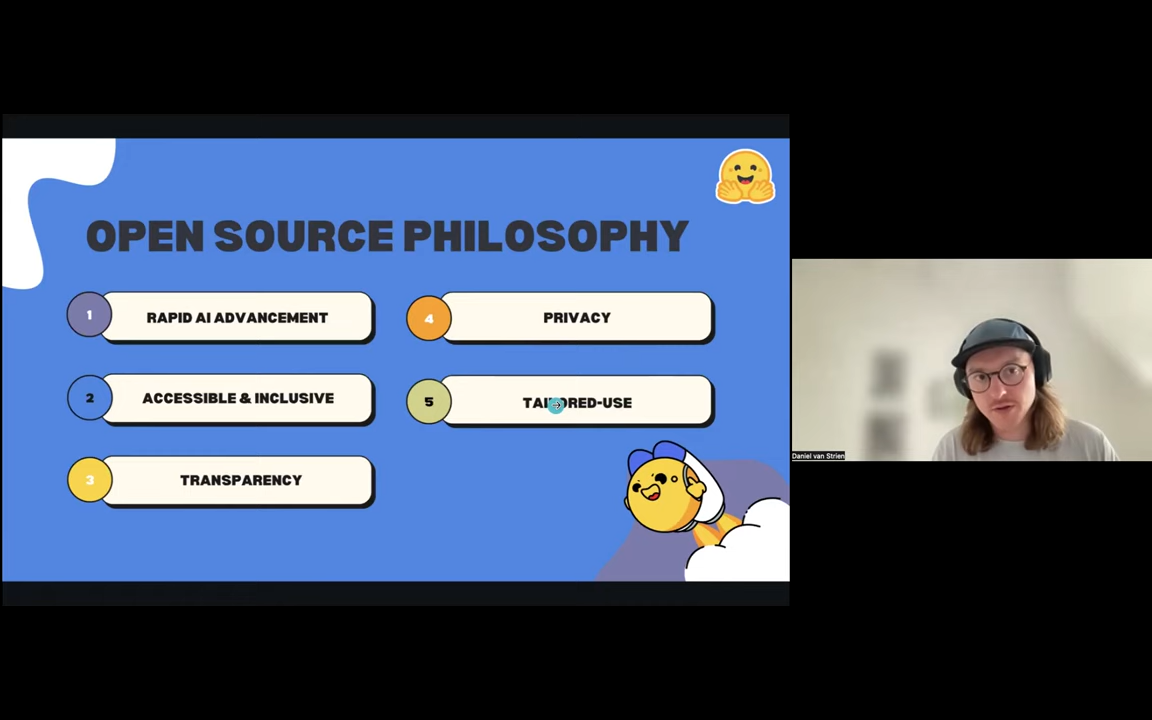 OPEN SOURCE PHILOSOPHY
1
RAPID AI ADVANCEMENT
2
ACCESSIBLE & INCLUSIVE
3
TRANSPARENCY
4
PRIVACY
5
TAILORED-USE
Daniel van Strien